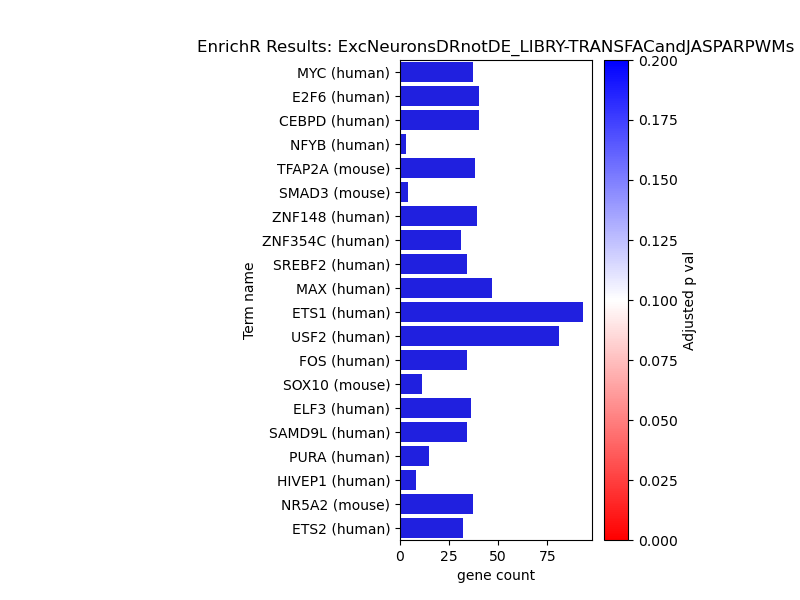 EnrichR Results: ExcNeuronsDRnotDE_LIBRY-TRANSFACandJASPARPWMs
MYC (human)
E2F6 (human)
CEBPD (human)
NFYB (human)
TFAP2A (mouse)
SMAD3 (mouse)
ZNF148 (human)
ZNF354C (human)
SREBF2 (human)
MAX (human)
ETS1 (human)
USF2 (human)
FOS (human)
SOX10 (mouse)
ELF3 (human)
SAMD9L (human)
PURA (human)
HIVEP1 (human)
NR5A2 (mouse)
ETS2 (human)
Term name
0 25 50 75
gene count
0.200
0.175
0.150
0.125
0.100
0.075
0.050
0.025
0.000
Adjusted p val